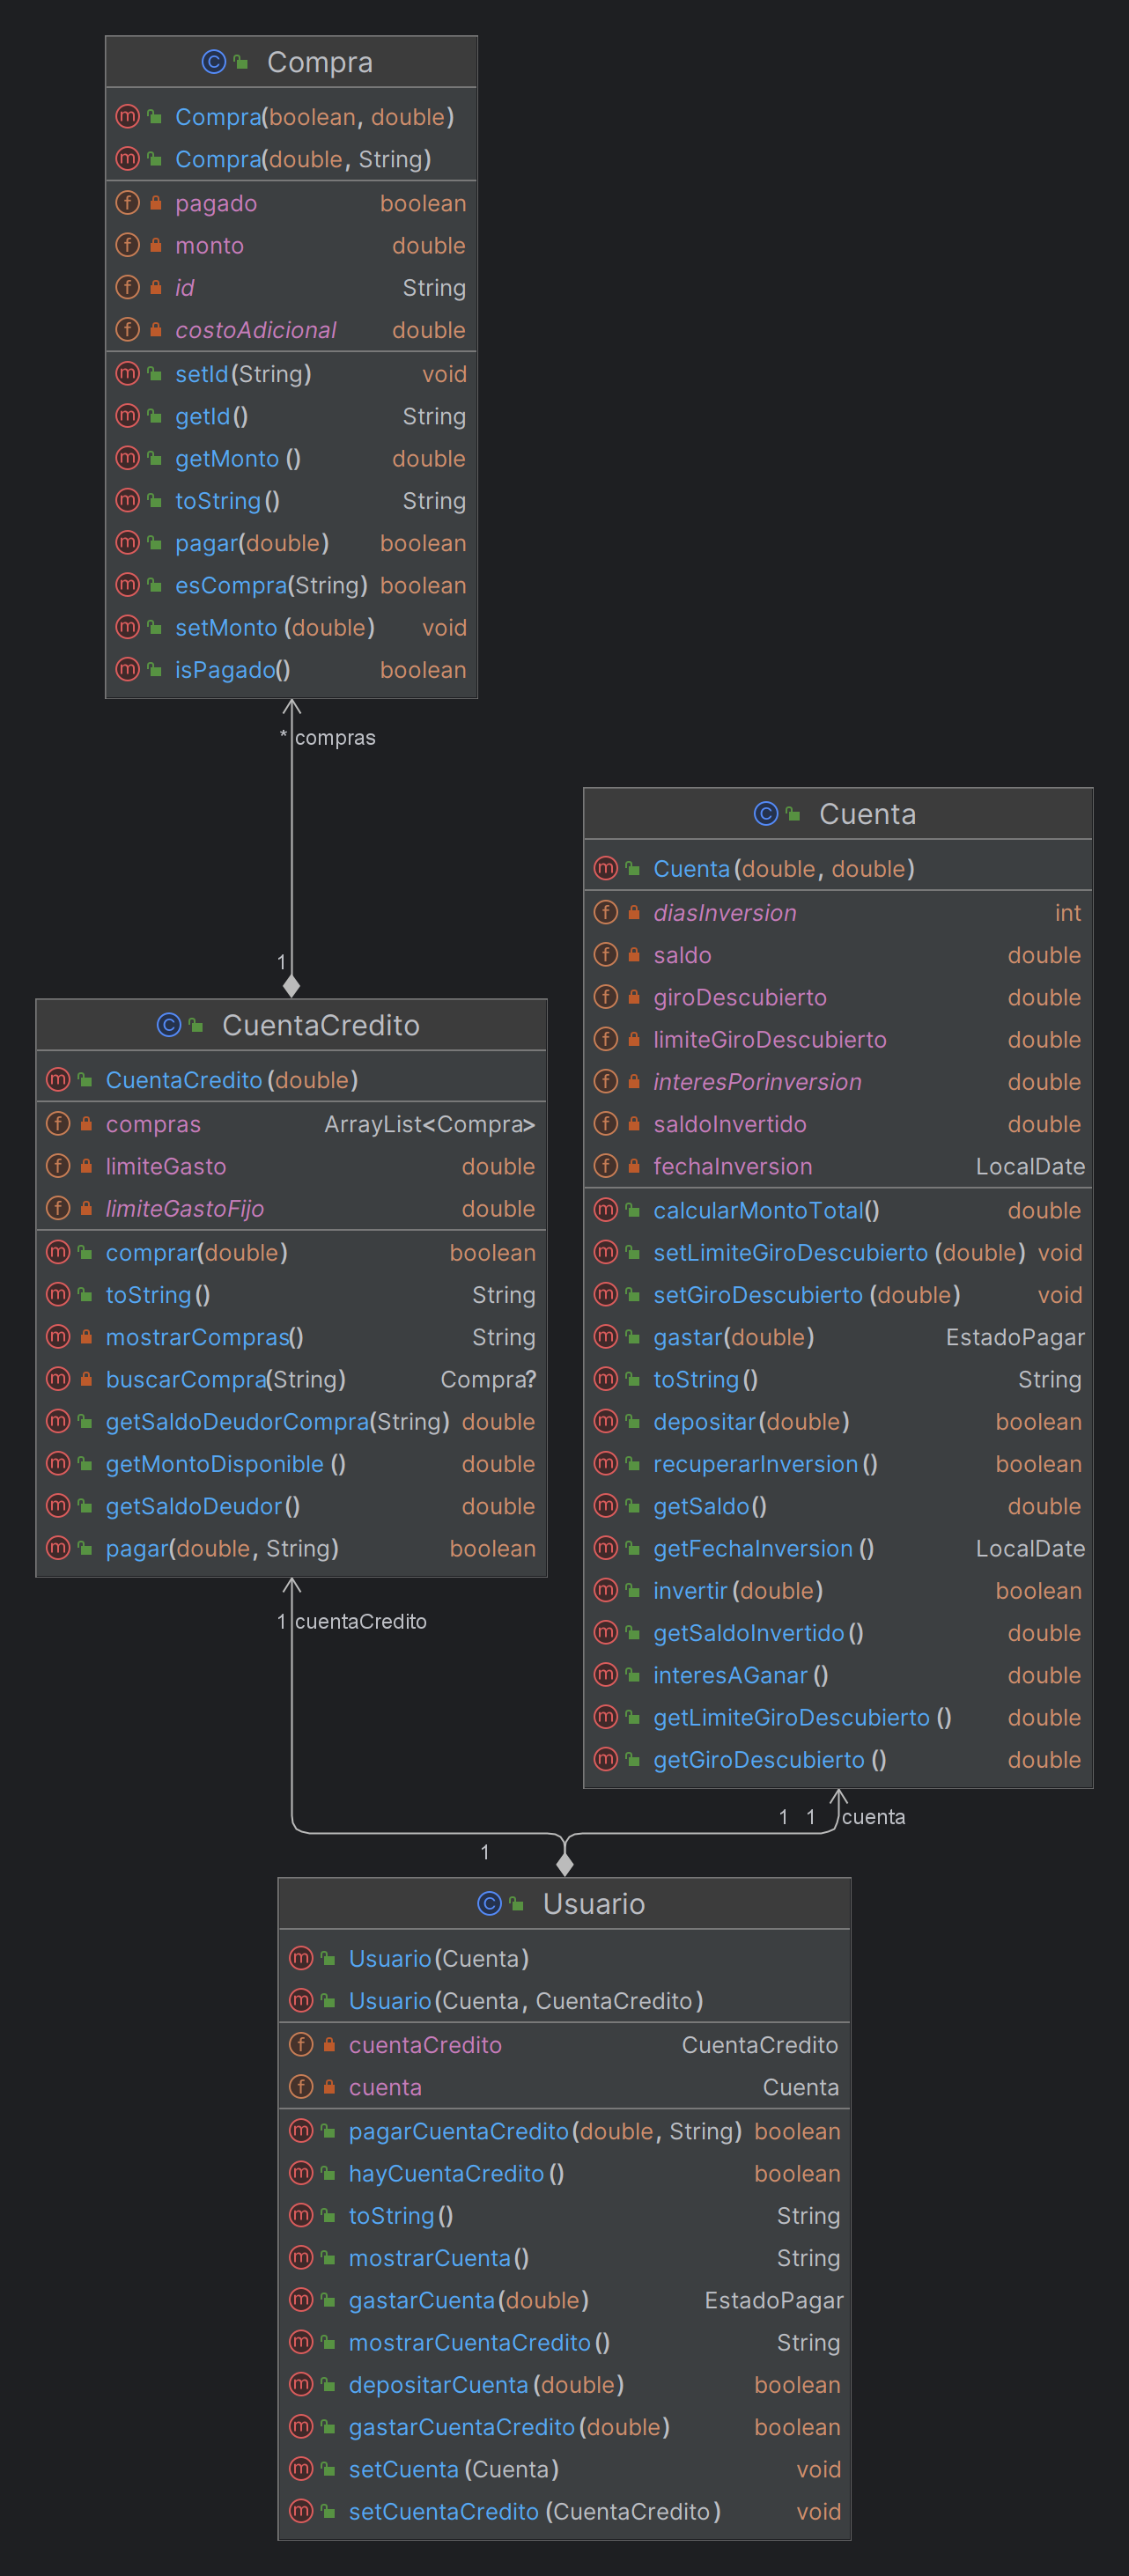 Compra
Compra(boolean, double)
Compra(double, String)
pagado boolean
monto double
id String
costoAdicional double
setId(String) void
getId() String
getMonto() double
toString() String
pagar(double) boolean
esCompra(String) boolean
setMonto(double) void
isPagado() boolean
* compras
1
CuentaCredito
CuentaCredito(double)
compras ArrayList<Compra>
limiteGasto double
limiteGastoFijo double
comprar(double) boolean
toString() String
mostrarCompras() String
buscarCompra(String) Compra?
getSaldoDeudorCompra(String) double
getMontoDisponible() double
getSaldoDeudor() double
pagar(double, String) boolean
1 cuentaCredito
Cuenta
Cuenta(double, double)
diasInversion int
saldo double
giroDescubierto double
limiteGiroDescubierto double
interesPorinversion double
saldoInvertido double
fechaInversion LocalDate
calcularMontoTotal() double
setLimiteGiroDescubierto(double) void
setGiroDescubierto(double) void
gastar(double) EstadoPagar
toString() String
depositar(double) boolean
recuperarInversion() boolean
getSaldo() double
getFechaInversion() LocalDate
invertir(double) boolean
getSaldoInvertido() double
interesAGanar() double
getLimiteGiroDescubierto() double
getGiroDescubierto() double
1 1 cuenta
1
Usuario
Usuario(Cuenta)
Usuario(Cuenta, CuentaCredito)
cuentaCredito CuentaCredito
cuenta Cuenta
pagarCuentaCredito(double, String) boolean
hayCuentaCredito() boolean
toString() String
mostrarCuenta() String
gastarCuenta(double) EstadoPagar
mostrarCuentaCredito() String
depositarCuenta(double) boolean
gastarCuentaCredito(double) boolean
setCuenta(Cuenta) void
setCuentaCredito(CuentaCredito) void